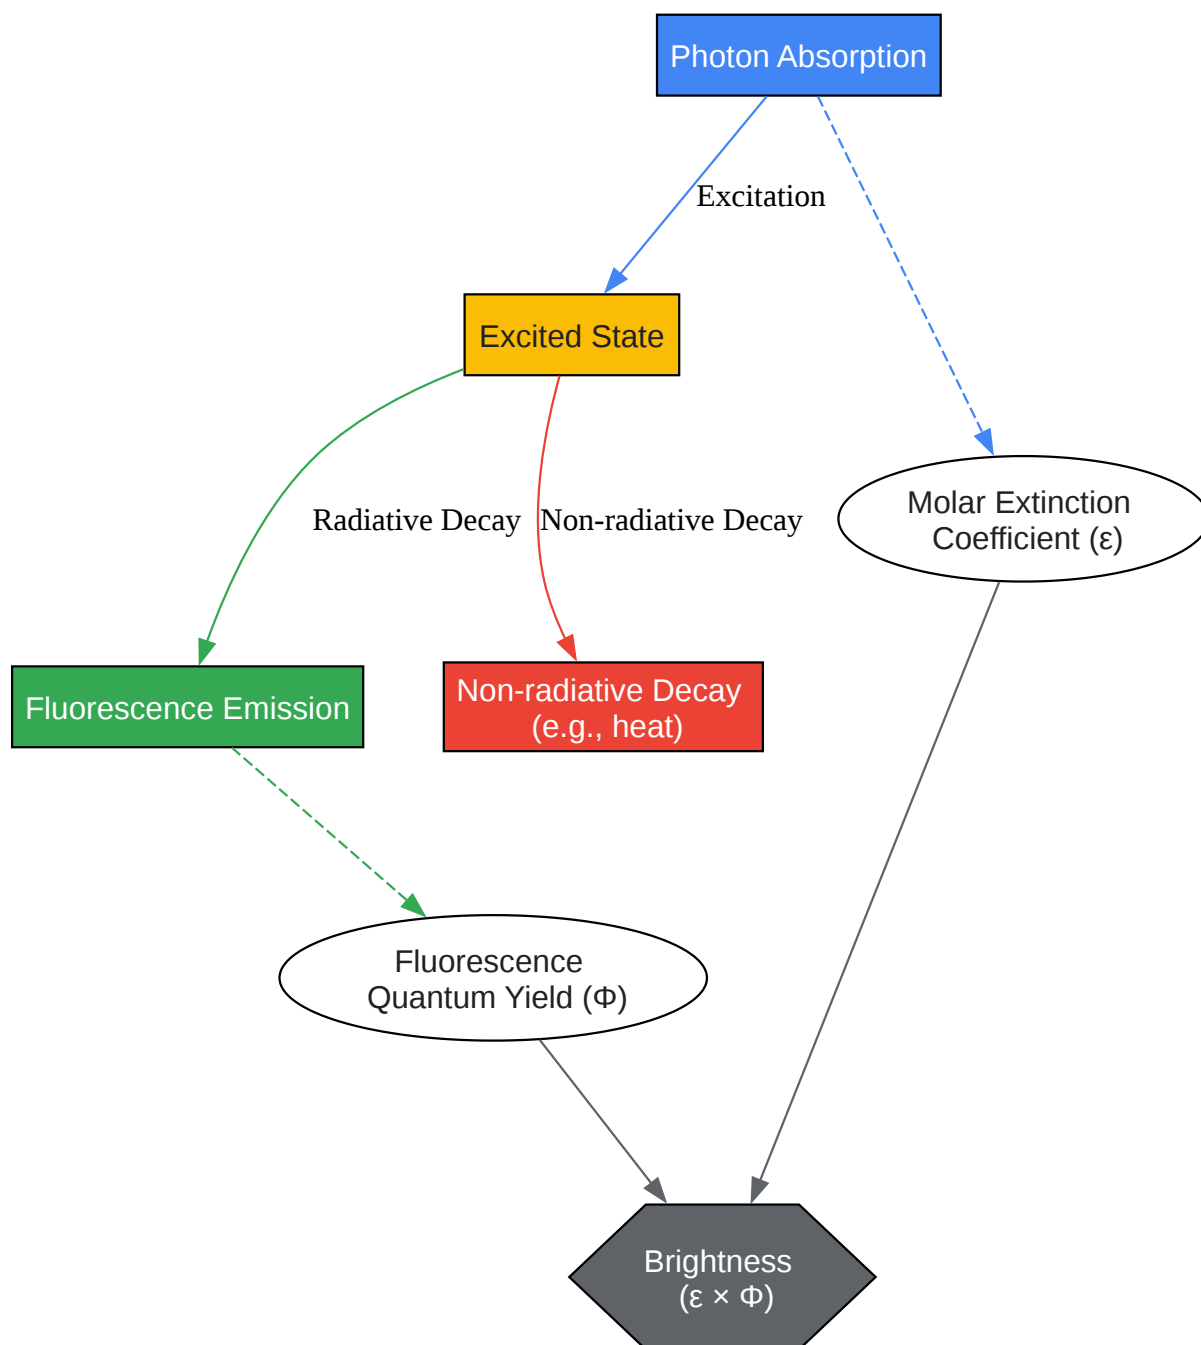 Photon Absorption
Excitation
Excited State
Molar Extinction
Coefficient (ε)
Radiative Decay
Non-radiative Decay
Fluorescence Emission
Non-radiative Decay
(e.g., heat)
Fluorescence
Quantum Yield (Φ)
Brightness
(ε × Φ)